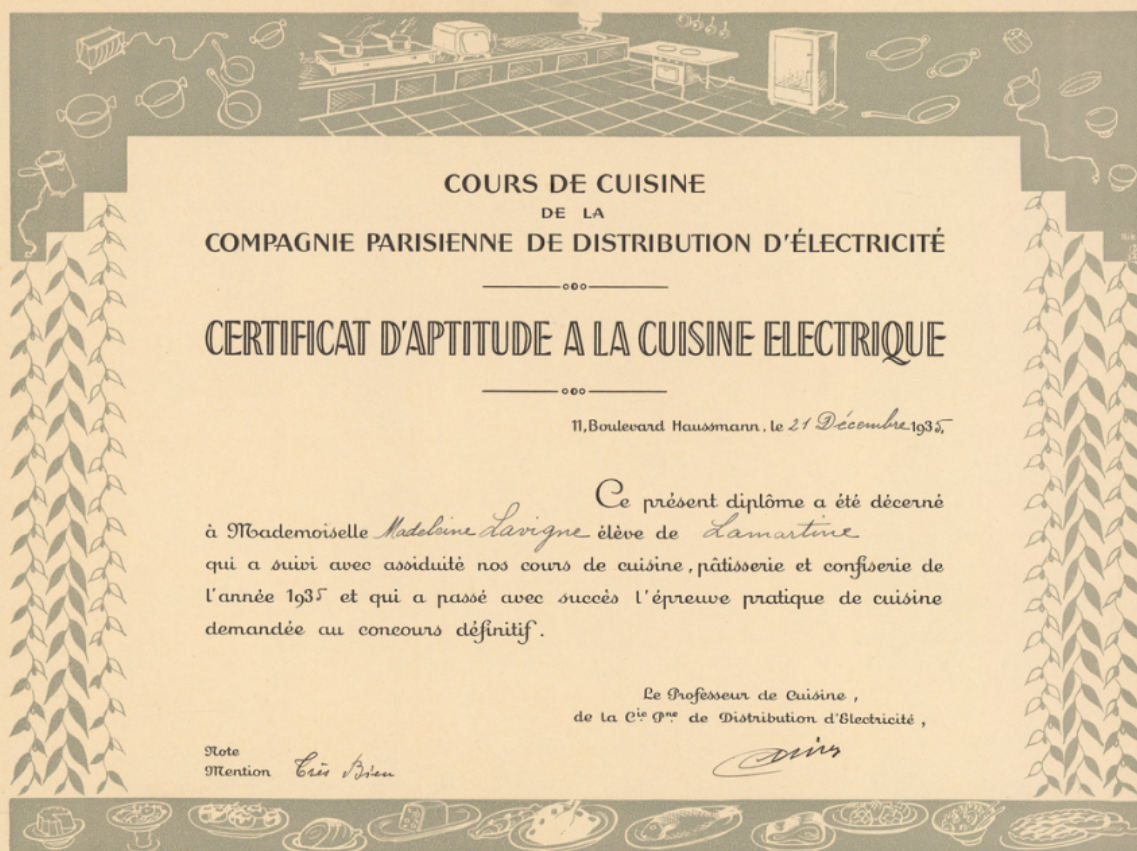 COURS DE CUISINE
DE LA
COMPAGNIE PARISIENNE DE DISTRIBUTION D'ÉLECTRICITÉ
CERTIFICAT D'APTITUDE A LA CUISINE ELECTRIQUE
11, Boulevard Haussmann, le 21 Décembre 1935,
Ce présent diplôme a été décerné
à Mademoiselle Madeleine Lavigne élève de Lamartine
qui a suivi avec assiduité nos cours de cuisine, pâtisserie et confiserie de
l'année 1935 et qui a passé avec succès l'épreuve pratique de cuisine
demandée au concours définitif.
Le Professeur de Cuisine,
de la Cie Pne de Distribution d'Electricité,
Note
Mention Très Bien